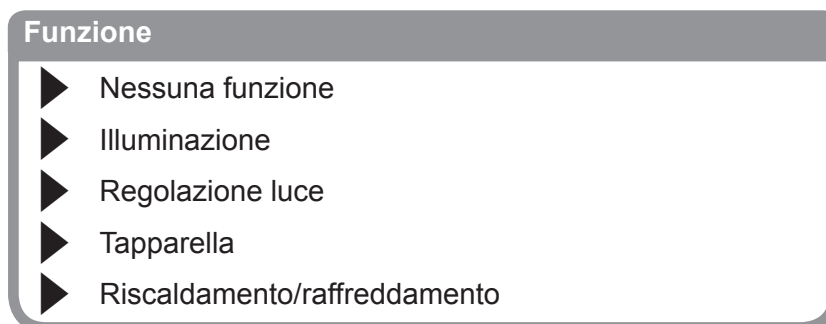 Funzione
Nessuna funzione
Illuminazione
Regolazione luce
Tapparella
Riscaldamento/raffreddamento